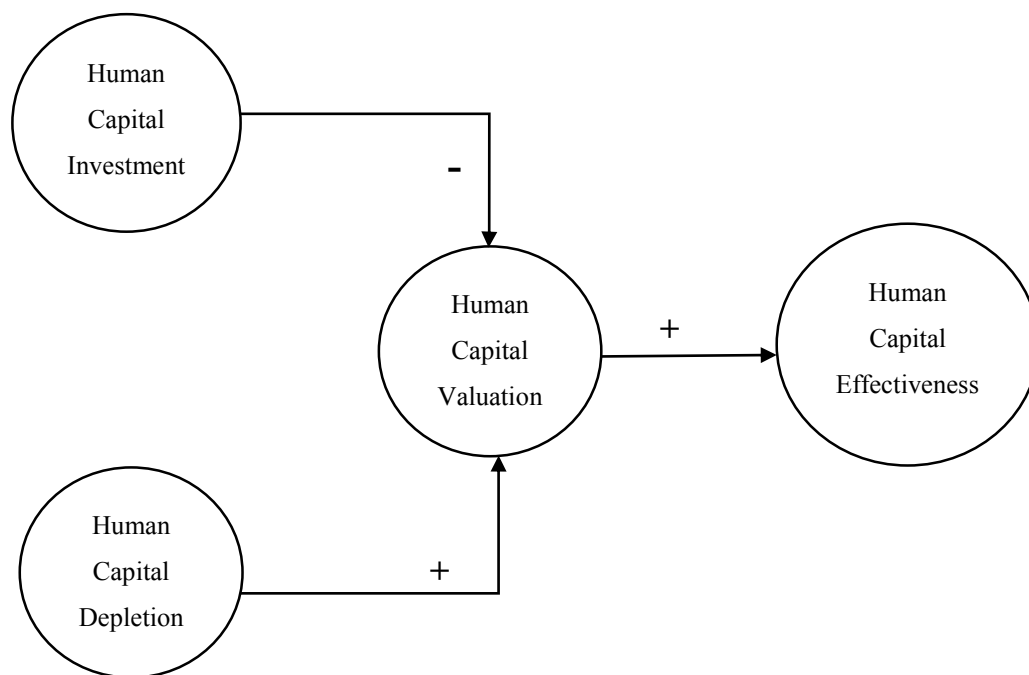 Human
Capital
Investment
-
Human
Capital
Valuation
+
Human
Capital
Effectiveness
Human
Capital
Depletion
+